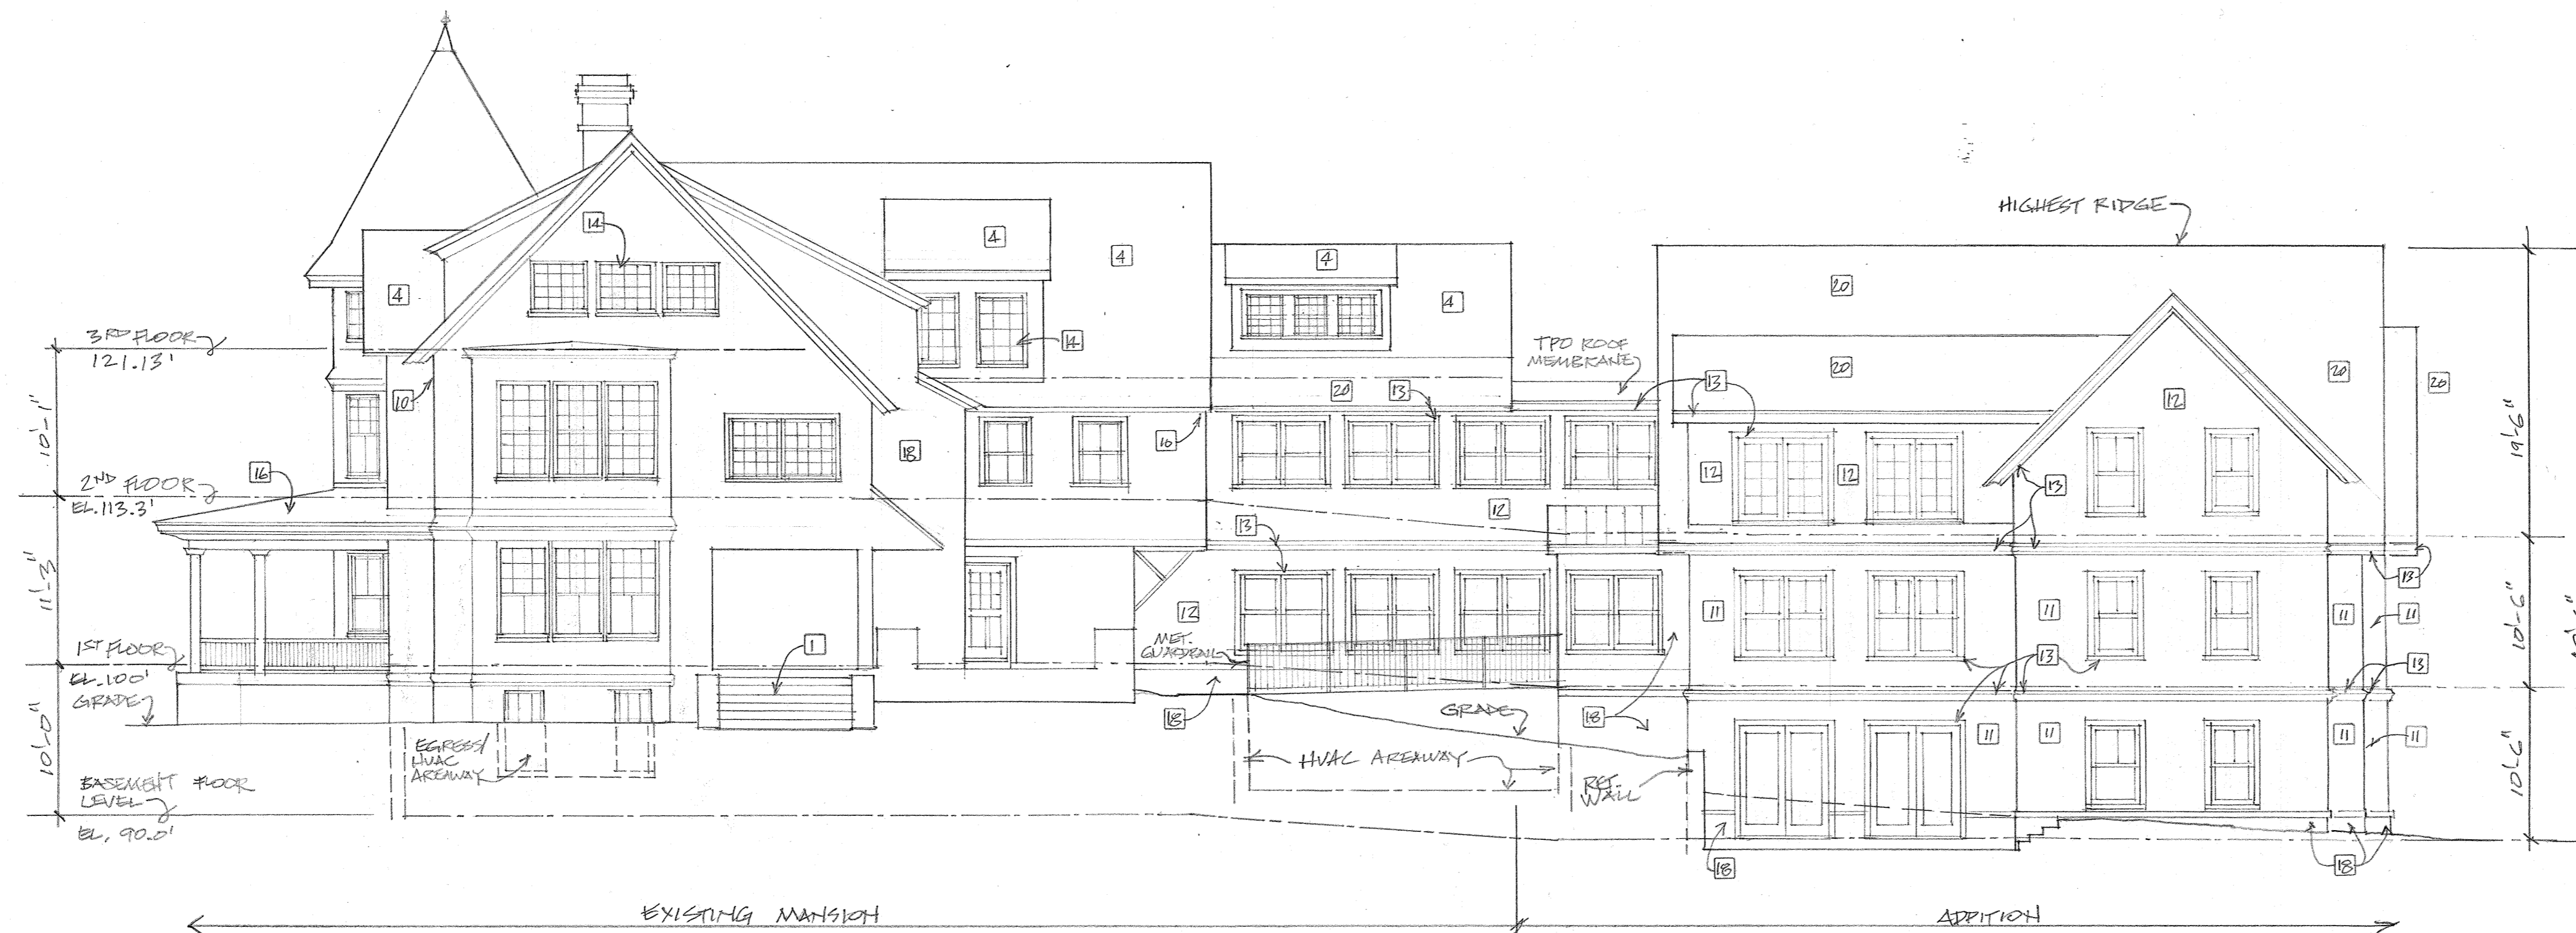 HIGHEST RIDGE
14
4
4
4
4
4
20
3RD FLOOR
121.13'
14
TPO ROOF
MEMBRANE
13
20
20
20
10
20
13
12
10'-1"
18
10
12
12
19'-6"
2ND FLOOR
EL.113.3'
16
13
12
13
11'-3"
12
11
11
11
11
13
10'-6"
1ST FLOOR
EL.100'
GRADE
1
MET.
GUARDRAIL
13
13
18
GRADE
18
11
11
11
11
10'-0"
EGRESS/
HVAC
AREAWAY
HVAC AREAWAY
RET.
WALL
10'-6"
BASEMENT FLOOR
LEVEL
EL. 90.0'
18
18
EXISTING MANSION
ADDITION